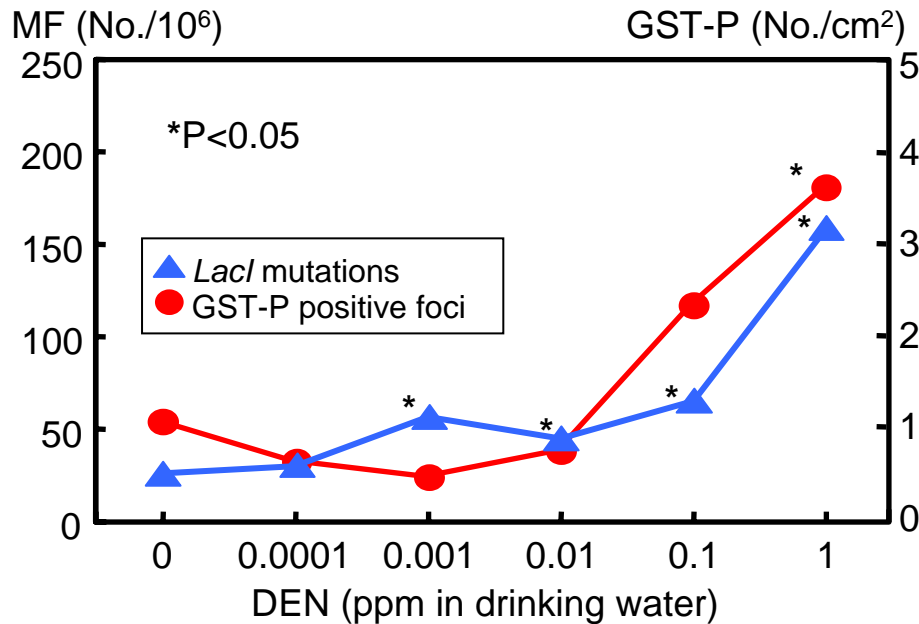 MF (No./10⁶) GST-P (No./cm²)
250 5
*P<0.05
200 4
*
*
150 3
LacI mutations
GST-P positive foci
100 2
* * *
50 1
0 0
0 0.0001 0.001 0.01 0.1 1
DEN (ppm in drinking water)